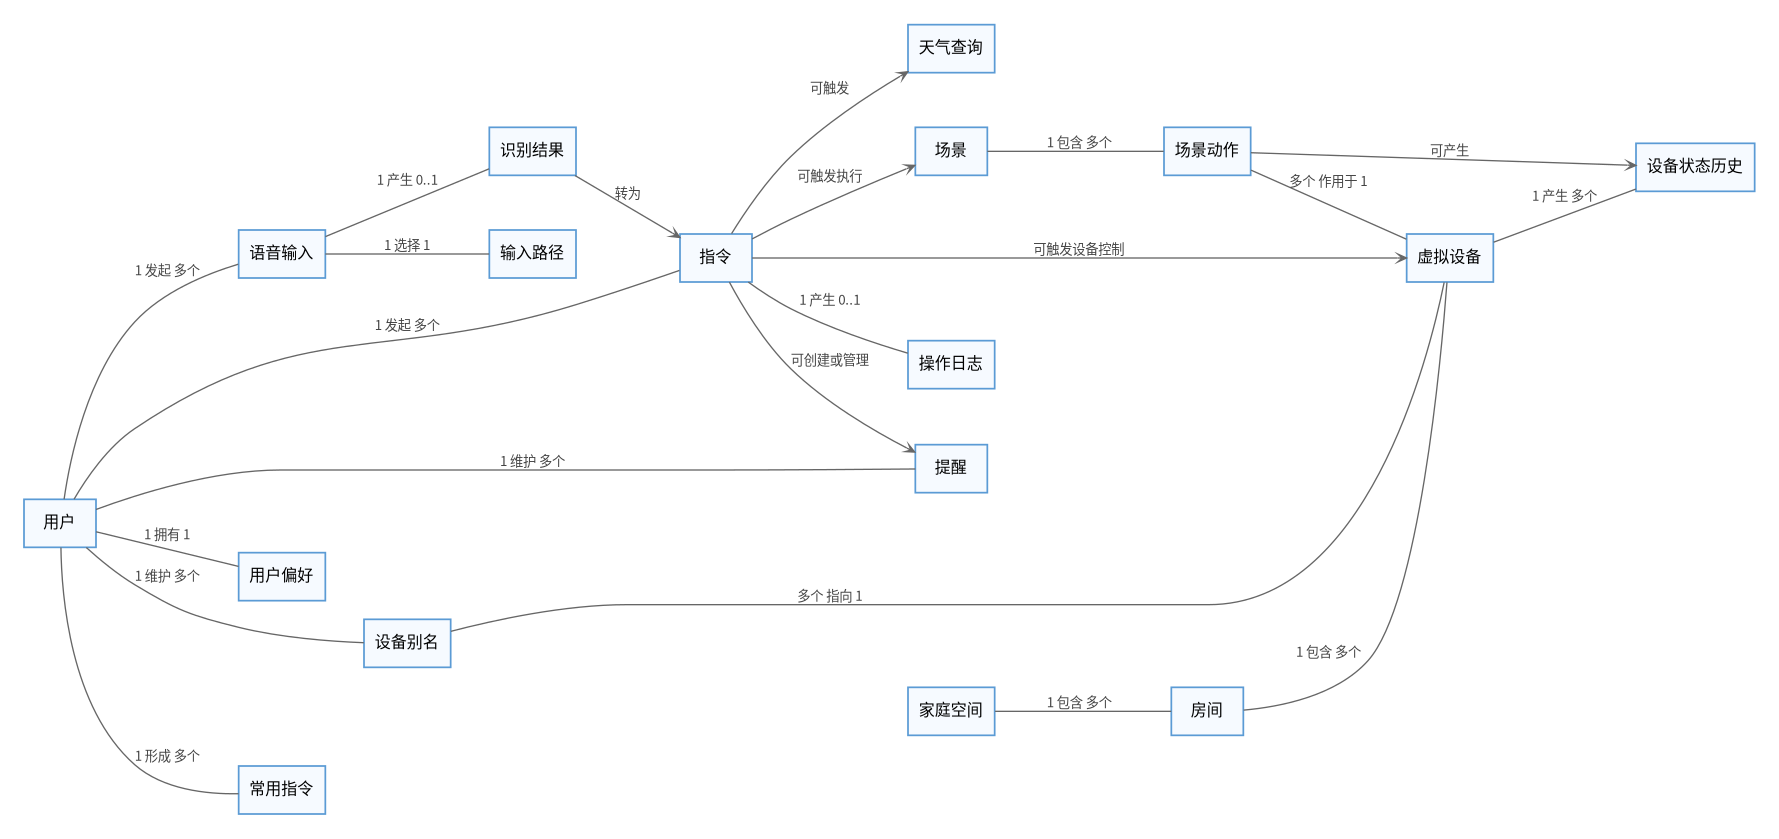 天气查询
可触发
识别结果
场景
1 包含 多个
场景动作
可产生
设备状态历史
1 产生 0..1
转为
可触发执行
多个 作用于 1
1 产生 多个
语音输入
1 选择 1
输入路径
指令
可触发设备控制
虚拟设备
1 发起 多个
1 产生 0..1
1 发起 多个
操作日志
可创建或管理
1 维护 多个
提醒
用户
1 拥有 1
用户偏好
1 维护 多个
多个 指向 1
设备别名
1 包含 多个
家庭空间
1 包含 多个
房间
1 形成 多个
常用指令